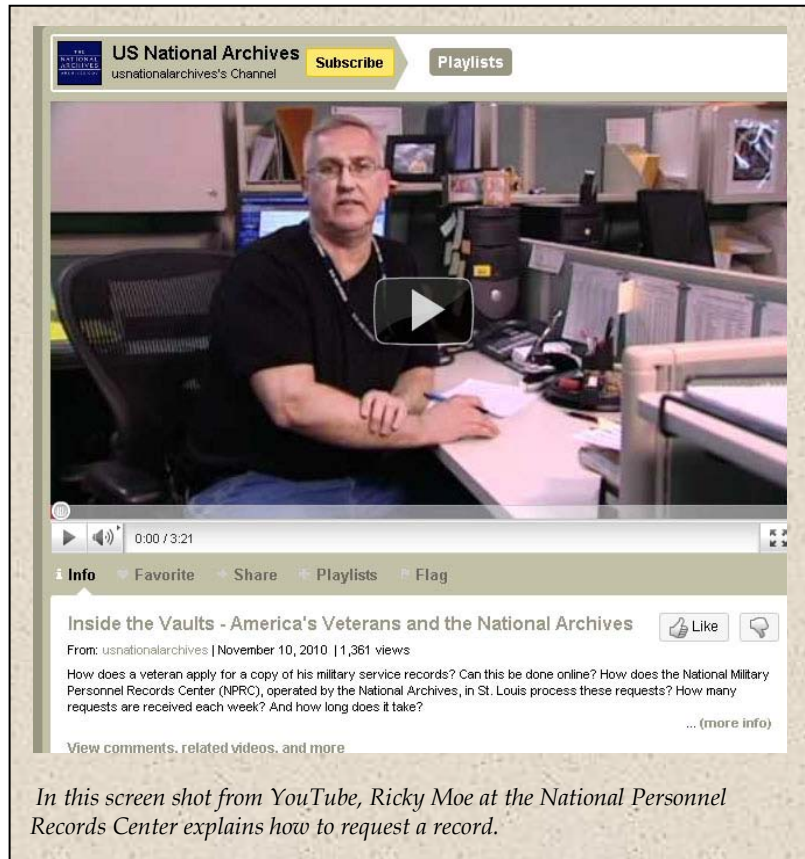 THE
NATIONAL
ARCHIVES
US National Archives
usnationalarchives's Channel
Subscribe
Playlists
0:00 / 3:21
Info Favorite Share Playlists Flag
Inside the Vaults - America's Veterans and the National Archives
Like
From: usnationalarchives | November 10, 2010 | 1,361 views
How does a veteran apply for a copy of his military service records? Can this be done online? How does the National Military
Personnel Records Center (NPRC), operated by the National Archives, in St. Louis process these requests? How many
requests are received each week? And how long does it take?
... (more info)
View comments, related videos, and more
In this screen shot from YouTube, Ricky Moe at the National Personnel
Records Center explains how to request a record.